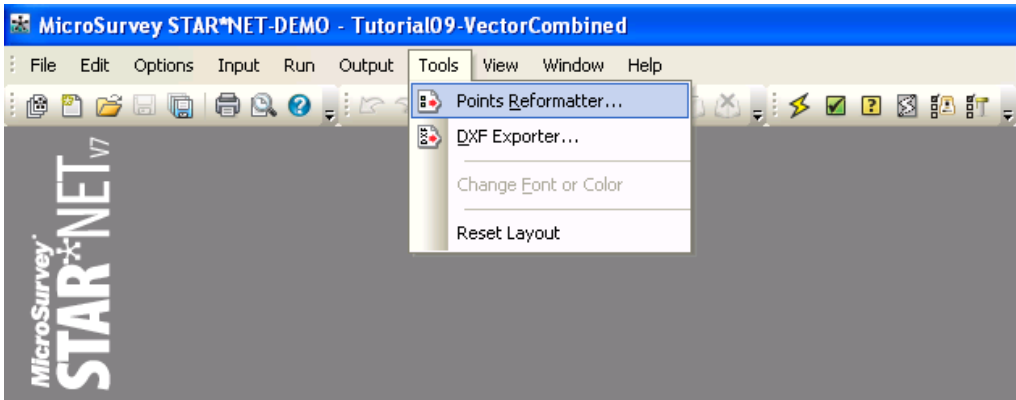 MicroSurvey STAR*NET-DEMO - Tutorial09-VectorCombined
File Edit Options Input Run Output Tools View Window Help
Points Reformatter...
DXF Exporter...
Change Font or Color
Reset Layout
MicroSurvey
STAR*NET V7